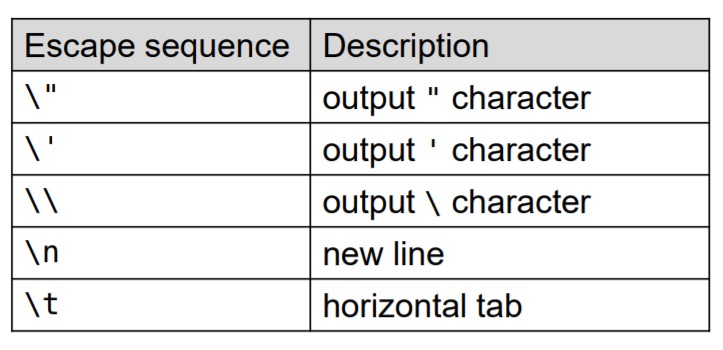 Escape sequence Description
\" output " character
\' output ' character
\\ output \ character
\n new line
\t horizontal tab